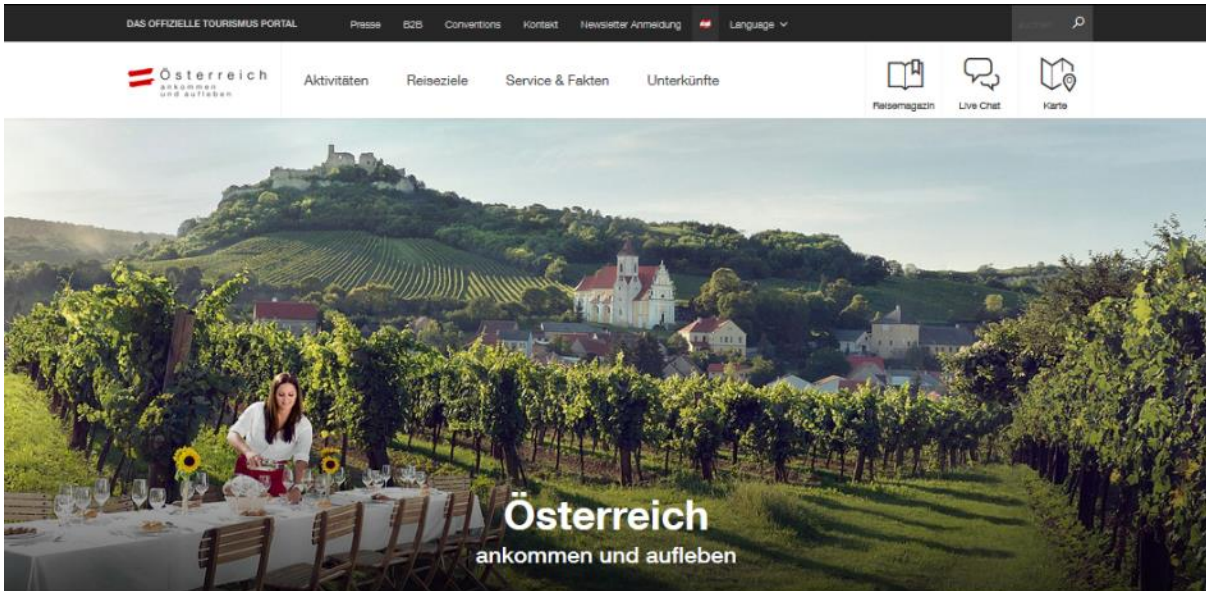 DAS OFFIZIELLE TOURISMUS PORTAL
Presse B2B Conventions Kontakt Newsletter Anmeldung Language
suchen
Österreich
ankommen
und aufleben
Aktivitäten Reiseziele Service & Fakten Unterkünfte
Reisemagazin Live Chat Karte
Österreich
ankommen und aufleben